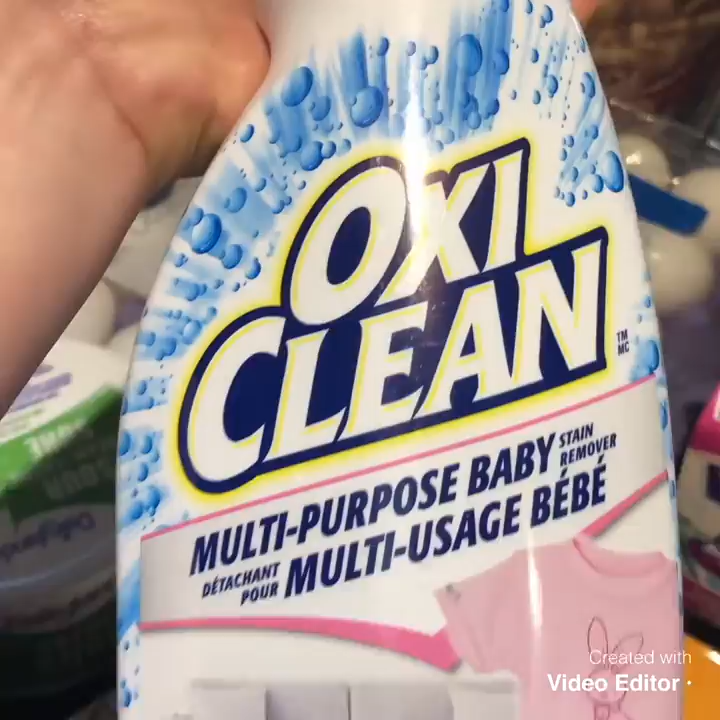 OXI
CLEAN
TM
MC
MULTI-PURPOSE BABY STAIN REMOVER
DÉTACHANT POUR MULTI-USAGE BÉBÉ
Created with
Video Editor